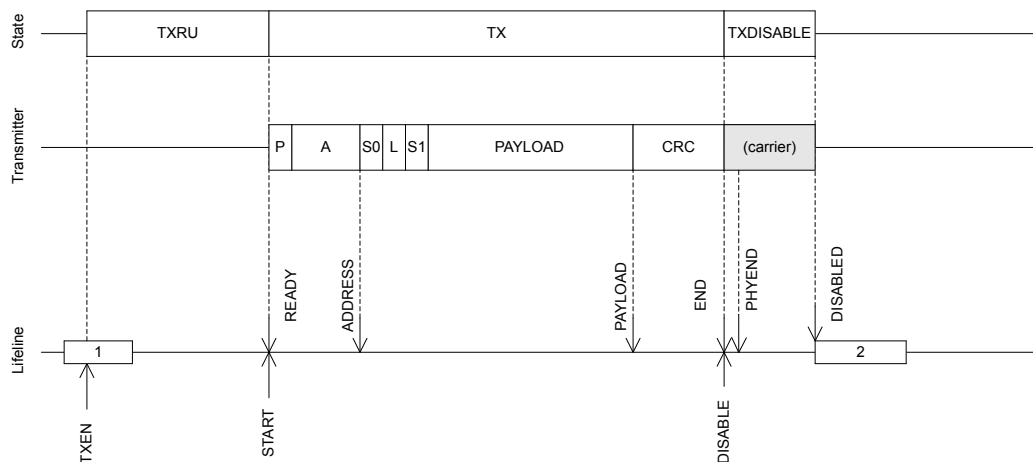 State
TXRU
TX
TXDISABLE
Transmitter
P
A
S0
L
S1
PAYLOAD
CRC
(carrier)
READY
ADDRESS
PAYLOAD
END
PHYEND
DISABLED
Lifeline
1
2
TXEN
START
DISABLE